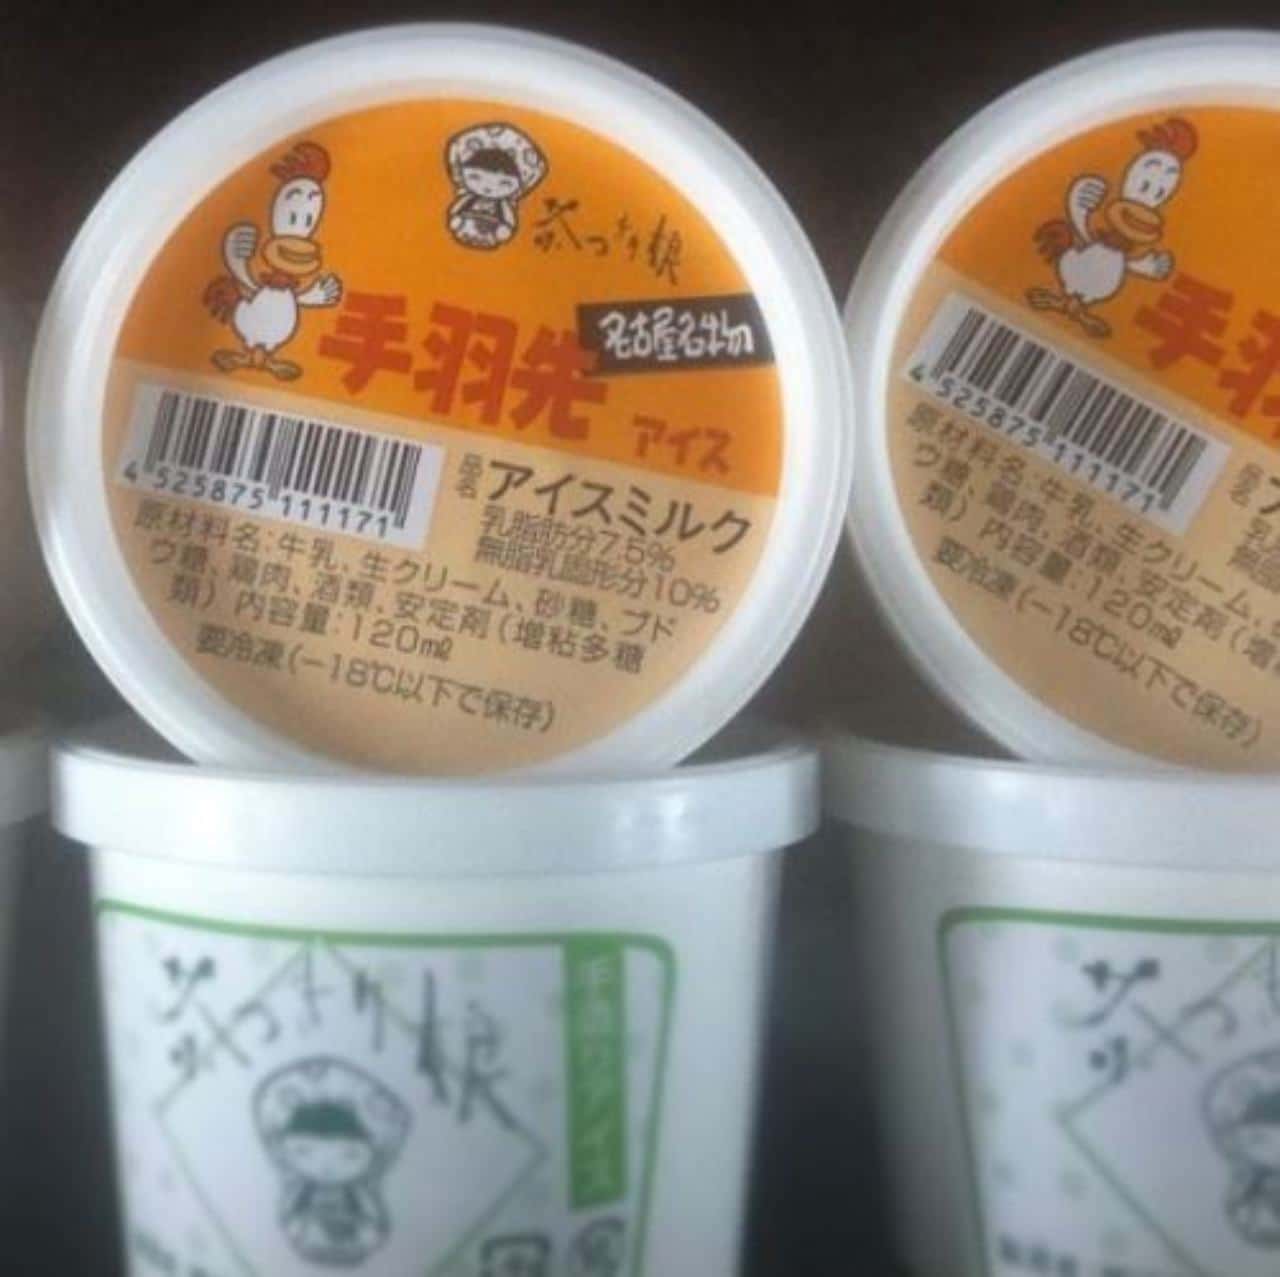 茶つみ娘
名古屋名物
手羽先
アイス
4 525875 111171
品名
アイスミルク
乳脂肪分7.5%
無脂乳固形分10%
原材料名:牛乳、生クリーム、砂糖、ブド
ウ糖、鶏肉、酒類、安定剤(増粘多糖
類) 内容量:120㎖
要冷凍(−18℃以下で保存)
手羽
4 525875 111171
原材料名:牛乳、生クリーム、
ウ糖、鶏肉、酒類、安定剤(増
類) 内容量:120㎖
要冷凍(−18℃以下で保存)
茶つみ娘